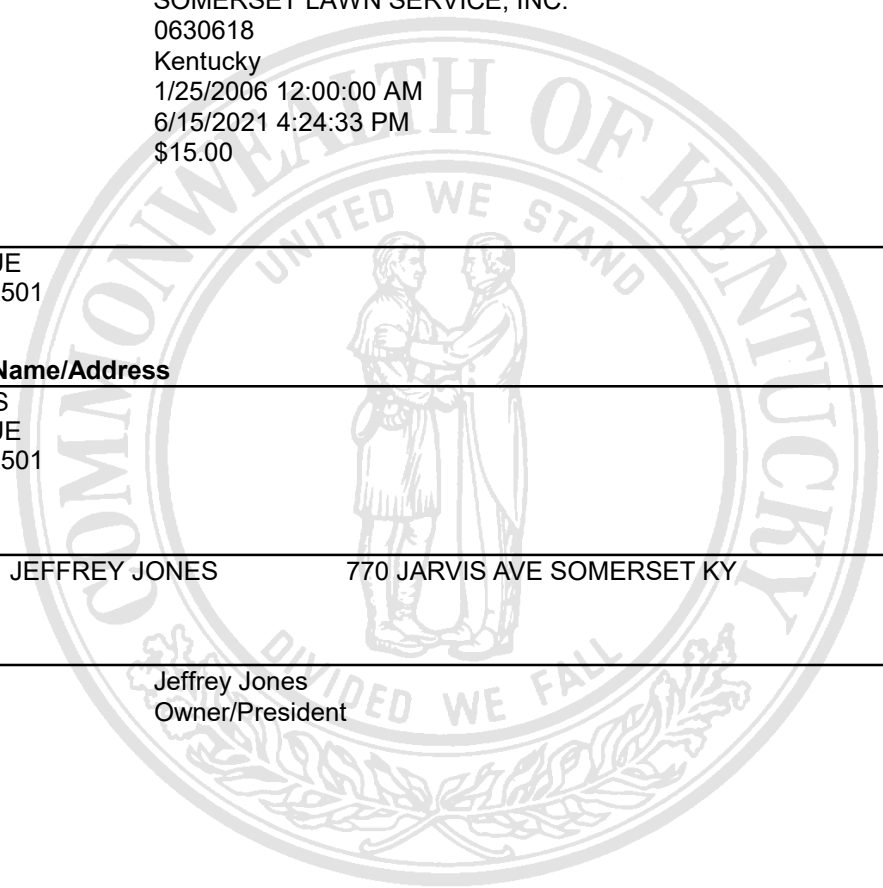 SOMERSET LAWN SERVICE, INC.
0630618
Kentucky
1/25/2006 12:00:00 AM
6/15/2021 4:24:33 PM
$15.00
UE
501
Name/Address
S
UE
501
JEFFREY JONES 770 JARVIS AVE SOMERSET KY
Jeffrey Jones
Owner/President
COMMONWEALTH OF KENTUCKY
UNITED WE STAND
DIVIDED WE FALL